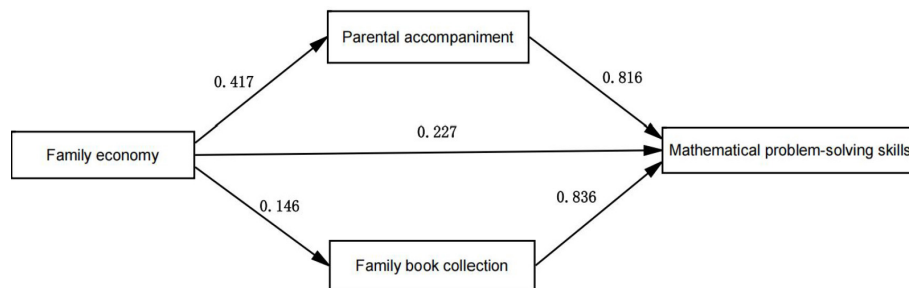 Parental accompaniment
0.417
0.816
0.227
Family economy
Mathematical problem-solving skills
0.146
0.836
Family book collection